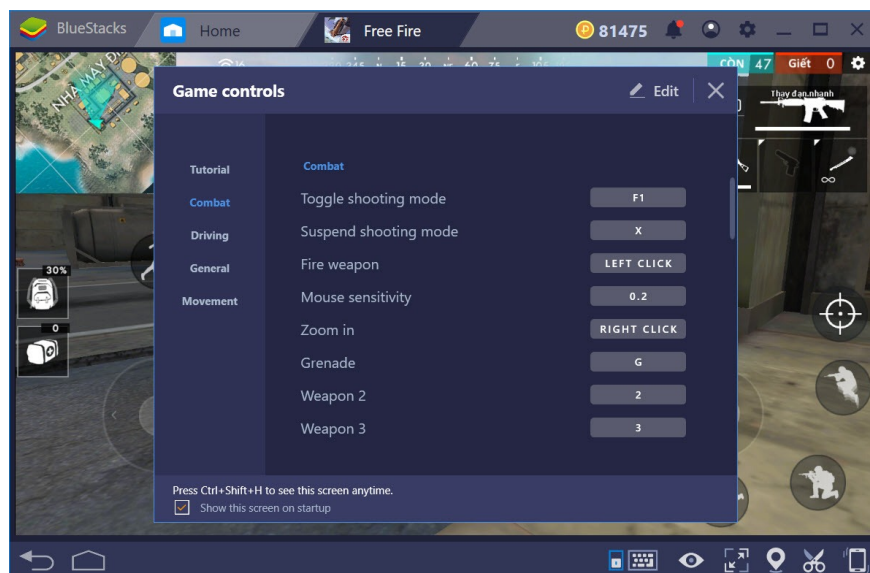 BlueStacks
Home
Free Fire
P 81475
NHA MAY ĐI
CÒN 47 Giết 0
Game controls
Edit
Thay đạn.nhanh
Tutorial
Combat
Driving
General
Movement
Combat
Toggle shooting mode F1
Suspend shooting mode X
Fire weapon LEFT CLICK
Mouse sensitivity 0.2
Zoom in RIGHT CLICK
Grenade G
Weapon 2 2
Weapon 3 3
30%
0
∞
Press Ctrl+Shift+H to see this screen anytime.
Show this screen on startup